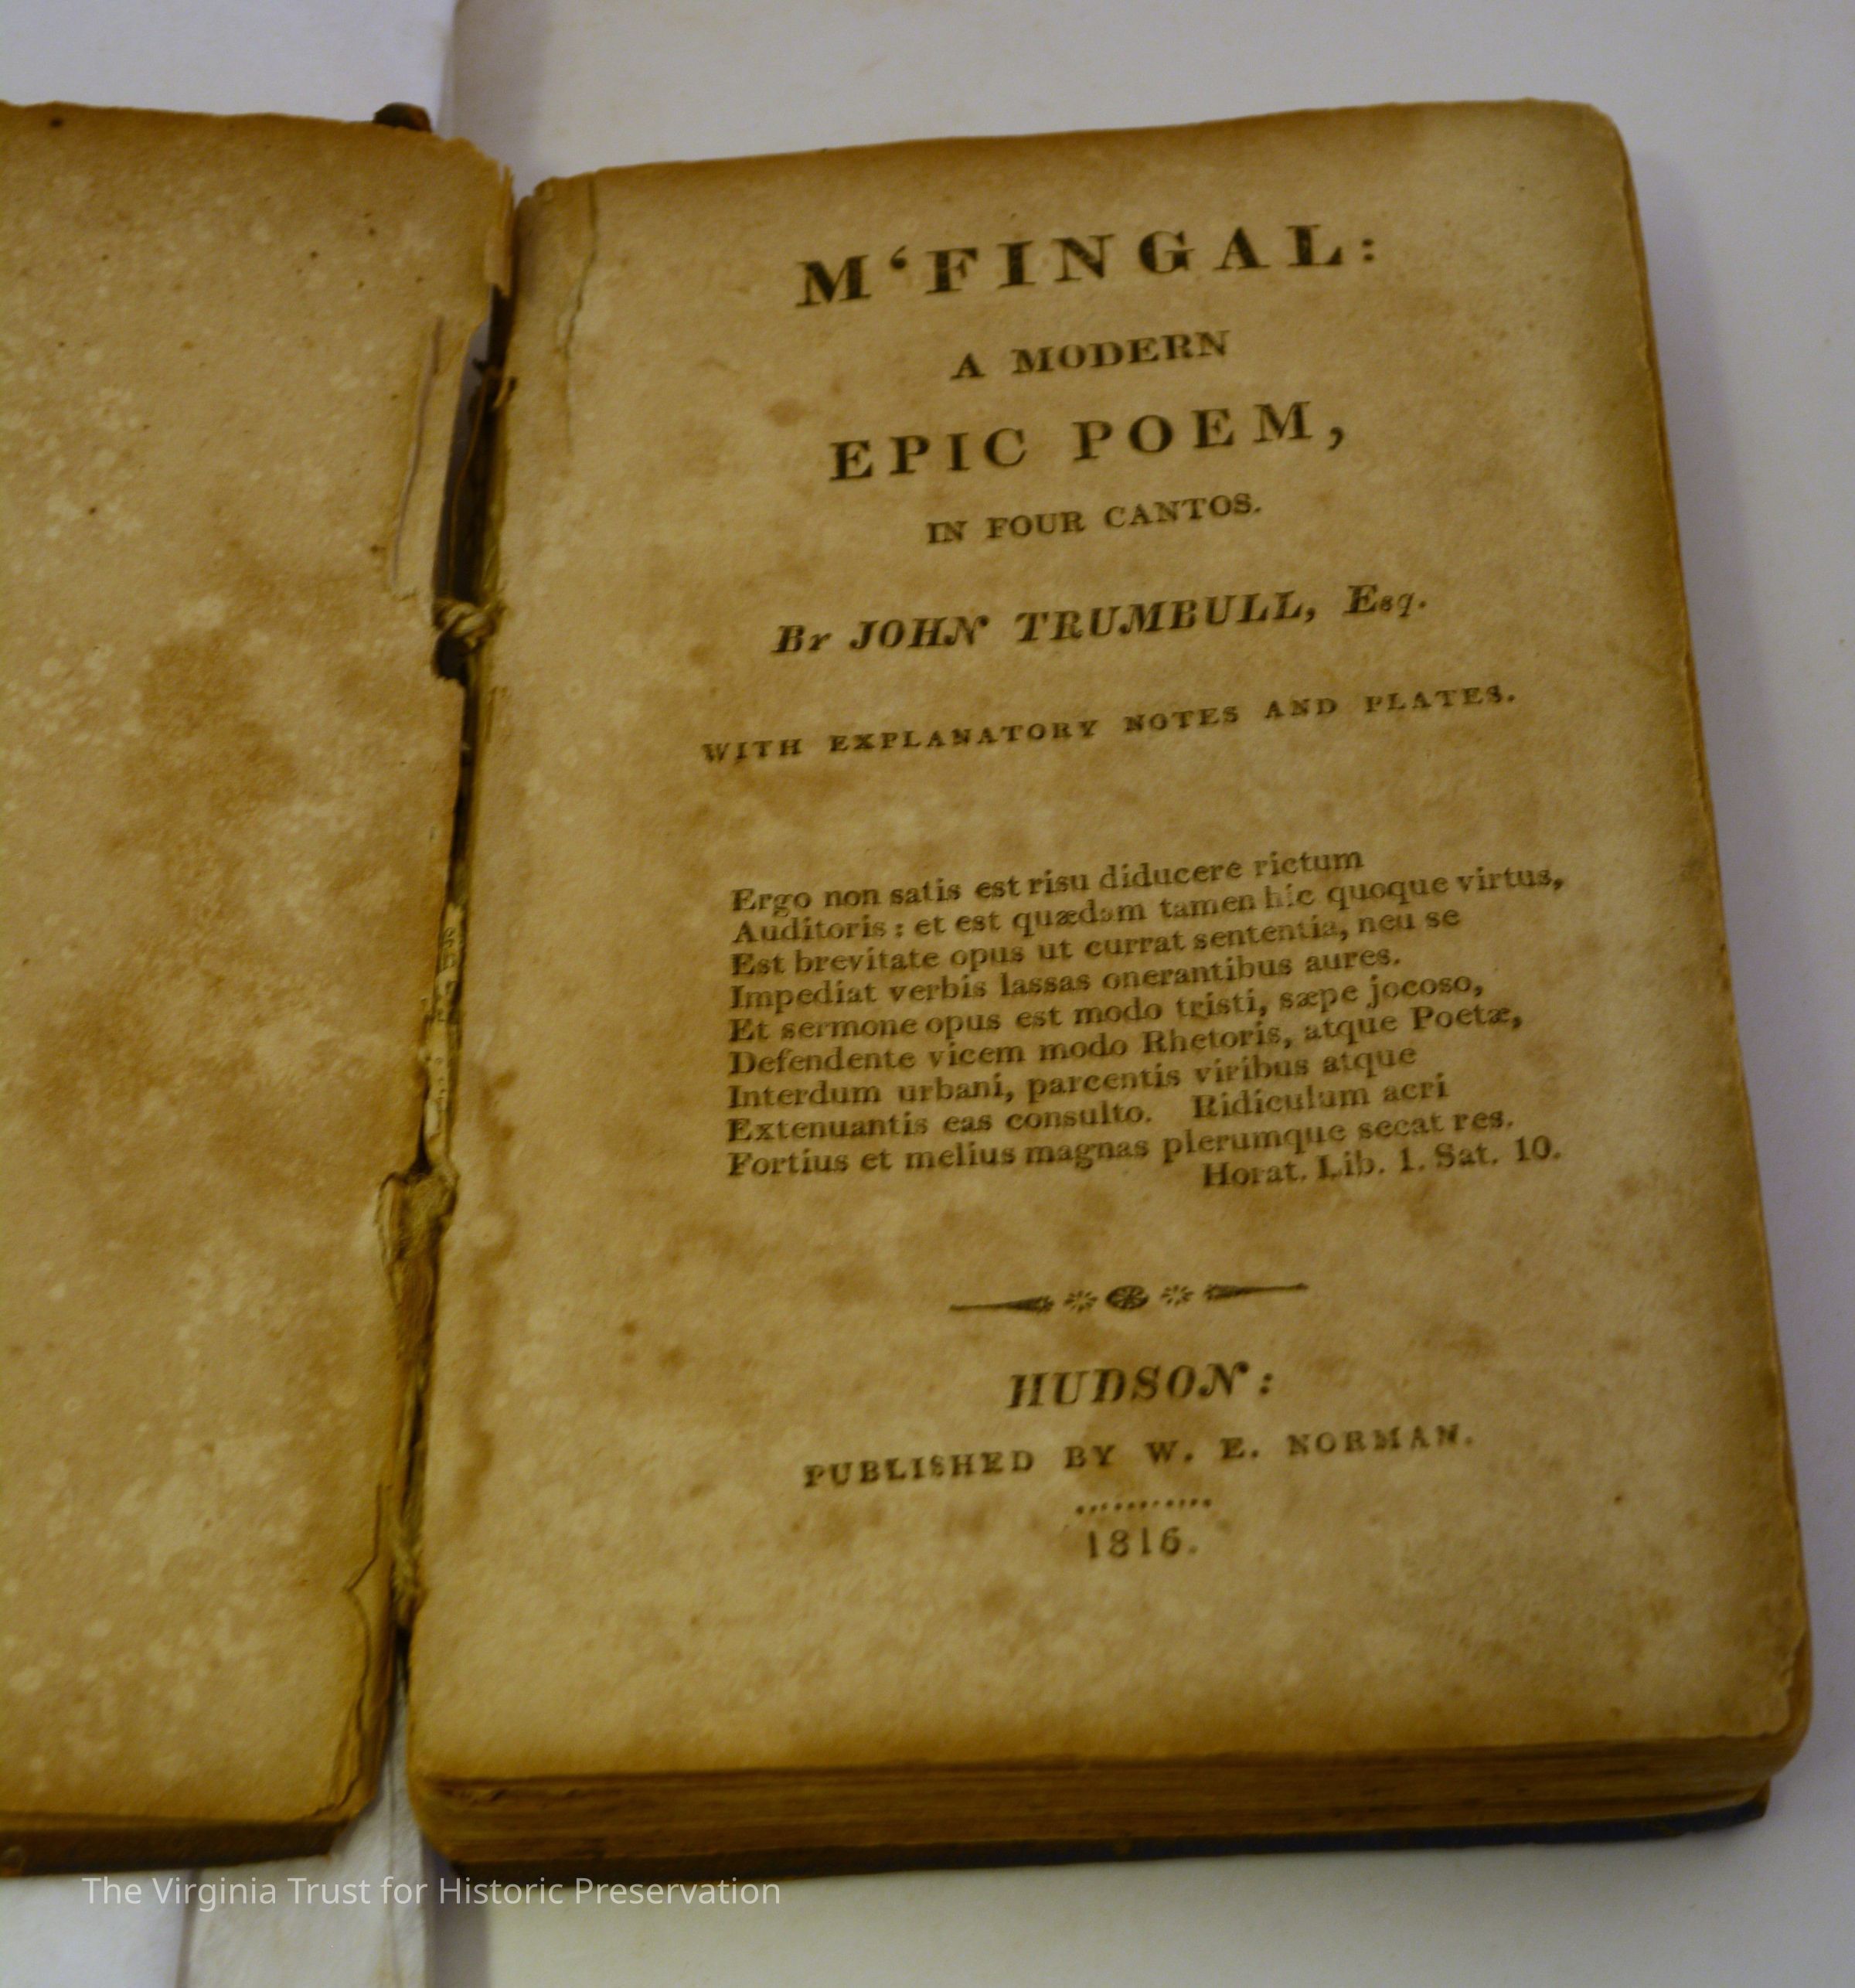 M‘FINGAL:
A MODERN
EPIC POEM,
IN FOUR CANTOS.
By JOHN TRUMBULL, Esq.
WITH EXPLANATORY NOTES AND PLATES.
Ergo non satis est risu diducere rictum
Auditoris : et est quædam tamen hic quoque virtus,
Est brevitate opus ut currat sententia, neu se
Impediat verbis lassas onerantibus aures.
Et sermone opus est modo tristi, sæpe jocoso,
Defendente vicem modo Rhetoris, atque Poetæ,
Interdum urbani, parcentis viribus atque
Extenuantis eas consulto. Ridiculum acri
Fortius et melius magnas plerumque secat res.
Horat. Lib. 1. Sat. 10.
HUDSON:
PUBLISHED BY W. E. NORMAN.
1816.
The Virginia Trust for Historic Preservation